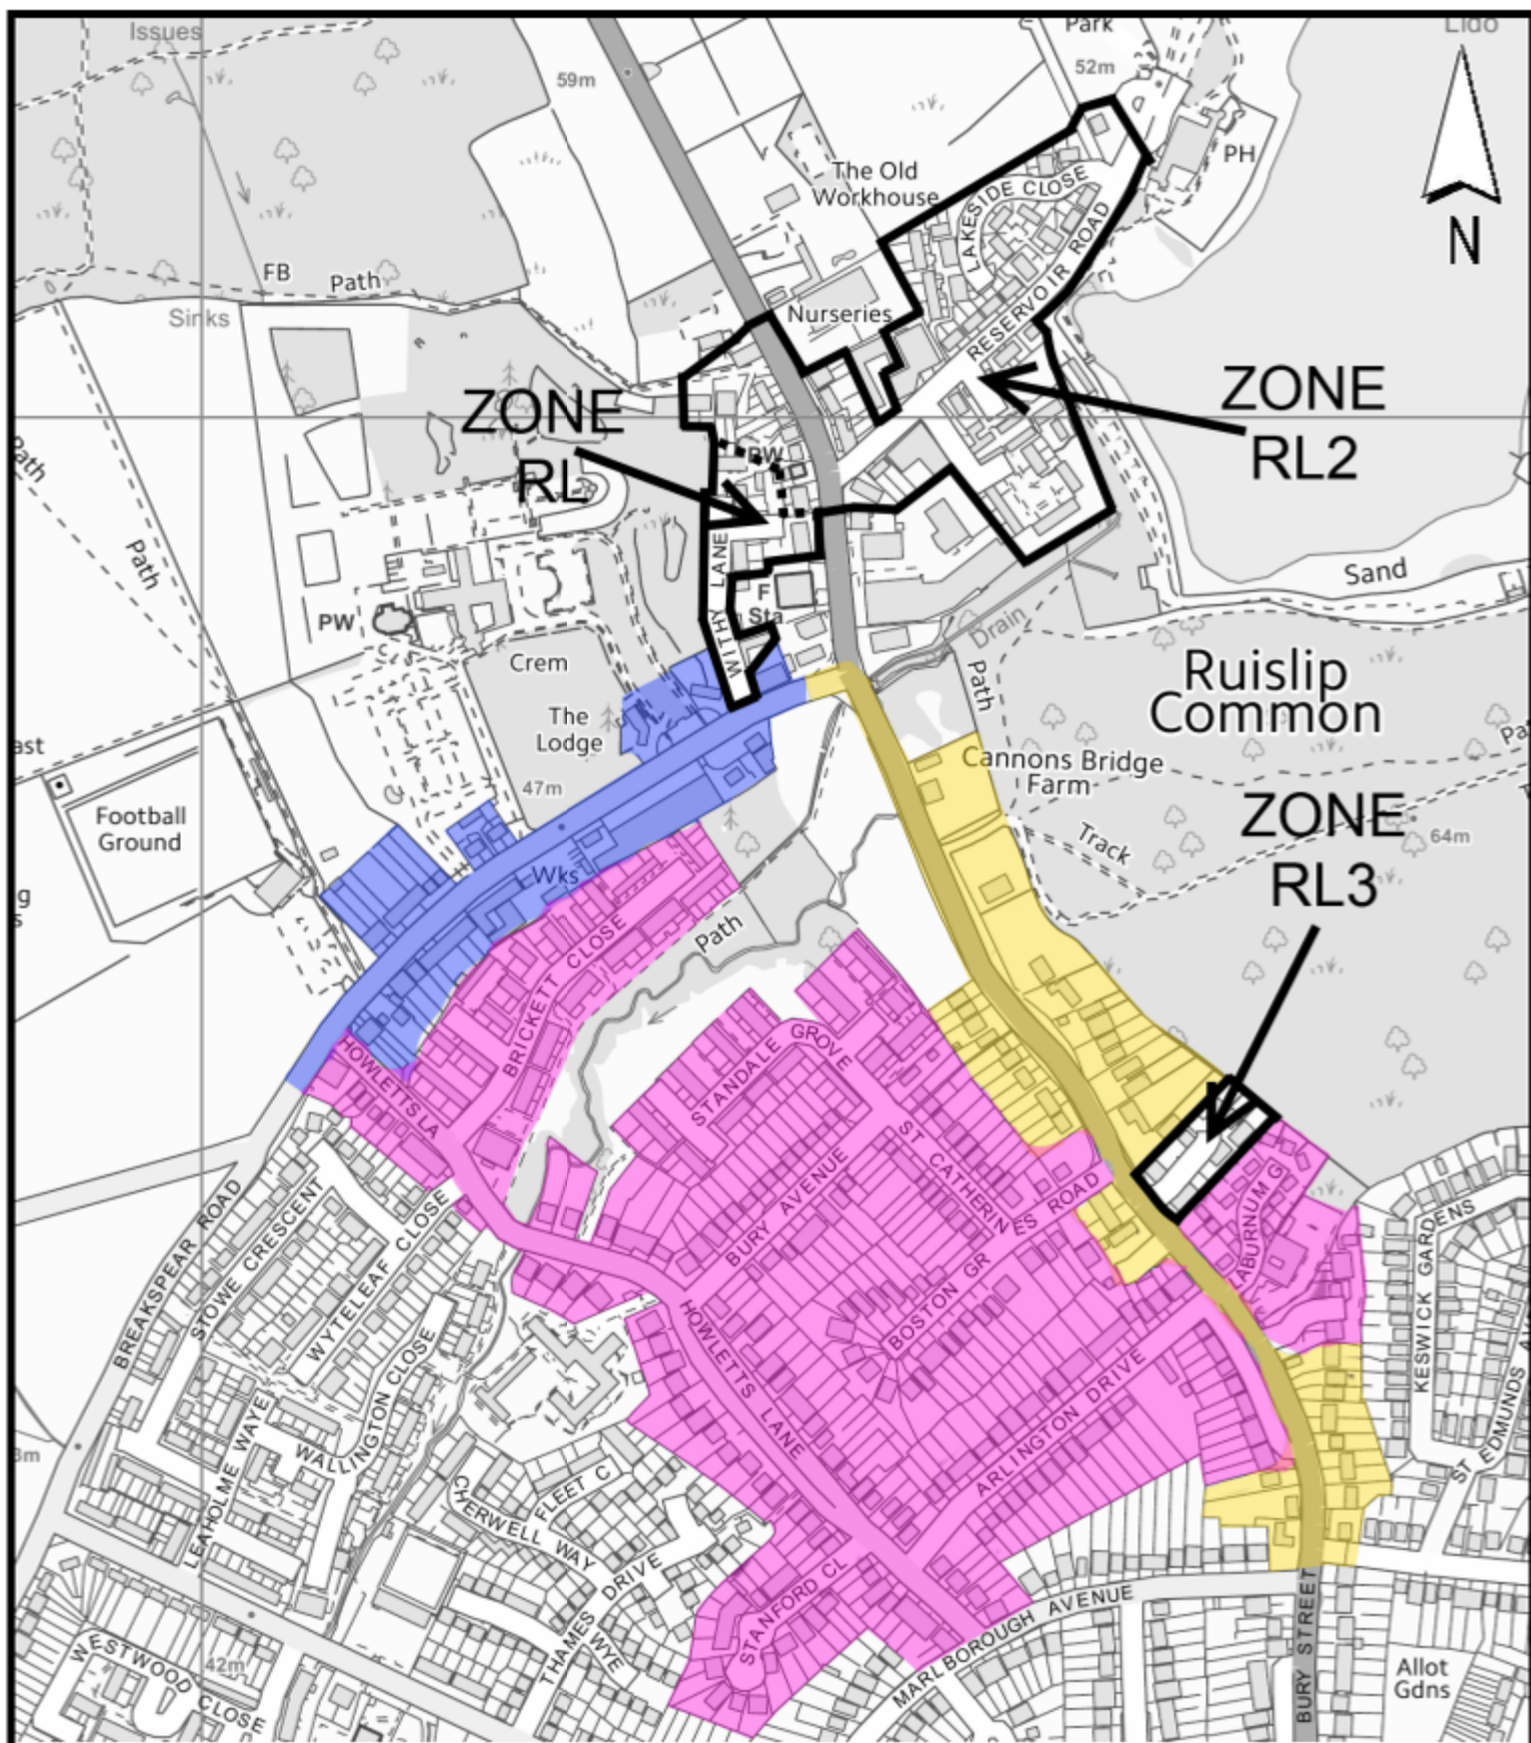 Issues
Park
Lido
59m
52m
PH
The Old
Workhouse
LAKESIDE CLOSE
RESERVOIR ROAD
N
FB
Path
Sinks
Nurseries
ZONE
RL
ZONE
RL2
PW
Path
Path
WITHY LANE
F
Sta
Sand
PW
Crem
Drain
Path
Ruislip
Common
The
Lodge
47m
Cannons Bridge
Farm
Football
Ground
Track
ZONE
RL3
64m
Wks
Path
BRICKETT CLOSE
HOWLETTS LA
STANDALE GROVE
ST CATHERINES ROAD
BURY AVENUE
BOSTON GR
LABURNUM G
KESWICK GARDENS
BREAKSPEAR ROAD
STOWE CRESCENT
WYTELEAF CLOSE
WALLINGTON CLOSE
LEAHOLME WAYE
HOWLETTS LANE
ARLINGTON DRIVE
ST EDMUNDS AV
FLEET C
CHERWELL WAY
THAMES DRIVE
WYE
STANFORD CL
MARLBOROUGH AVENUE
BURY STREET
WESTWOOD CLOSE
42m
Allot
Gdns